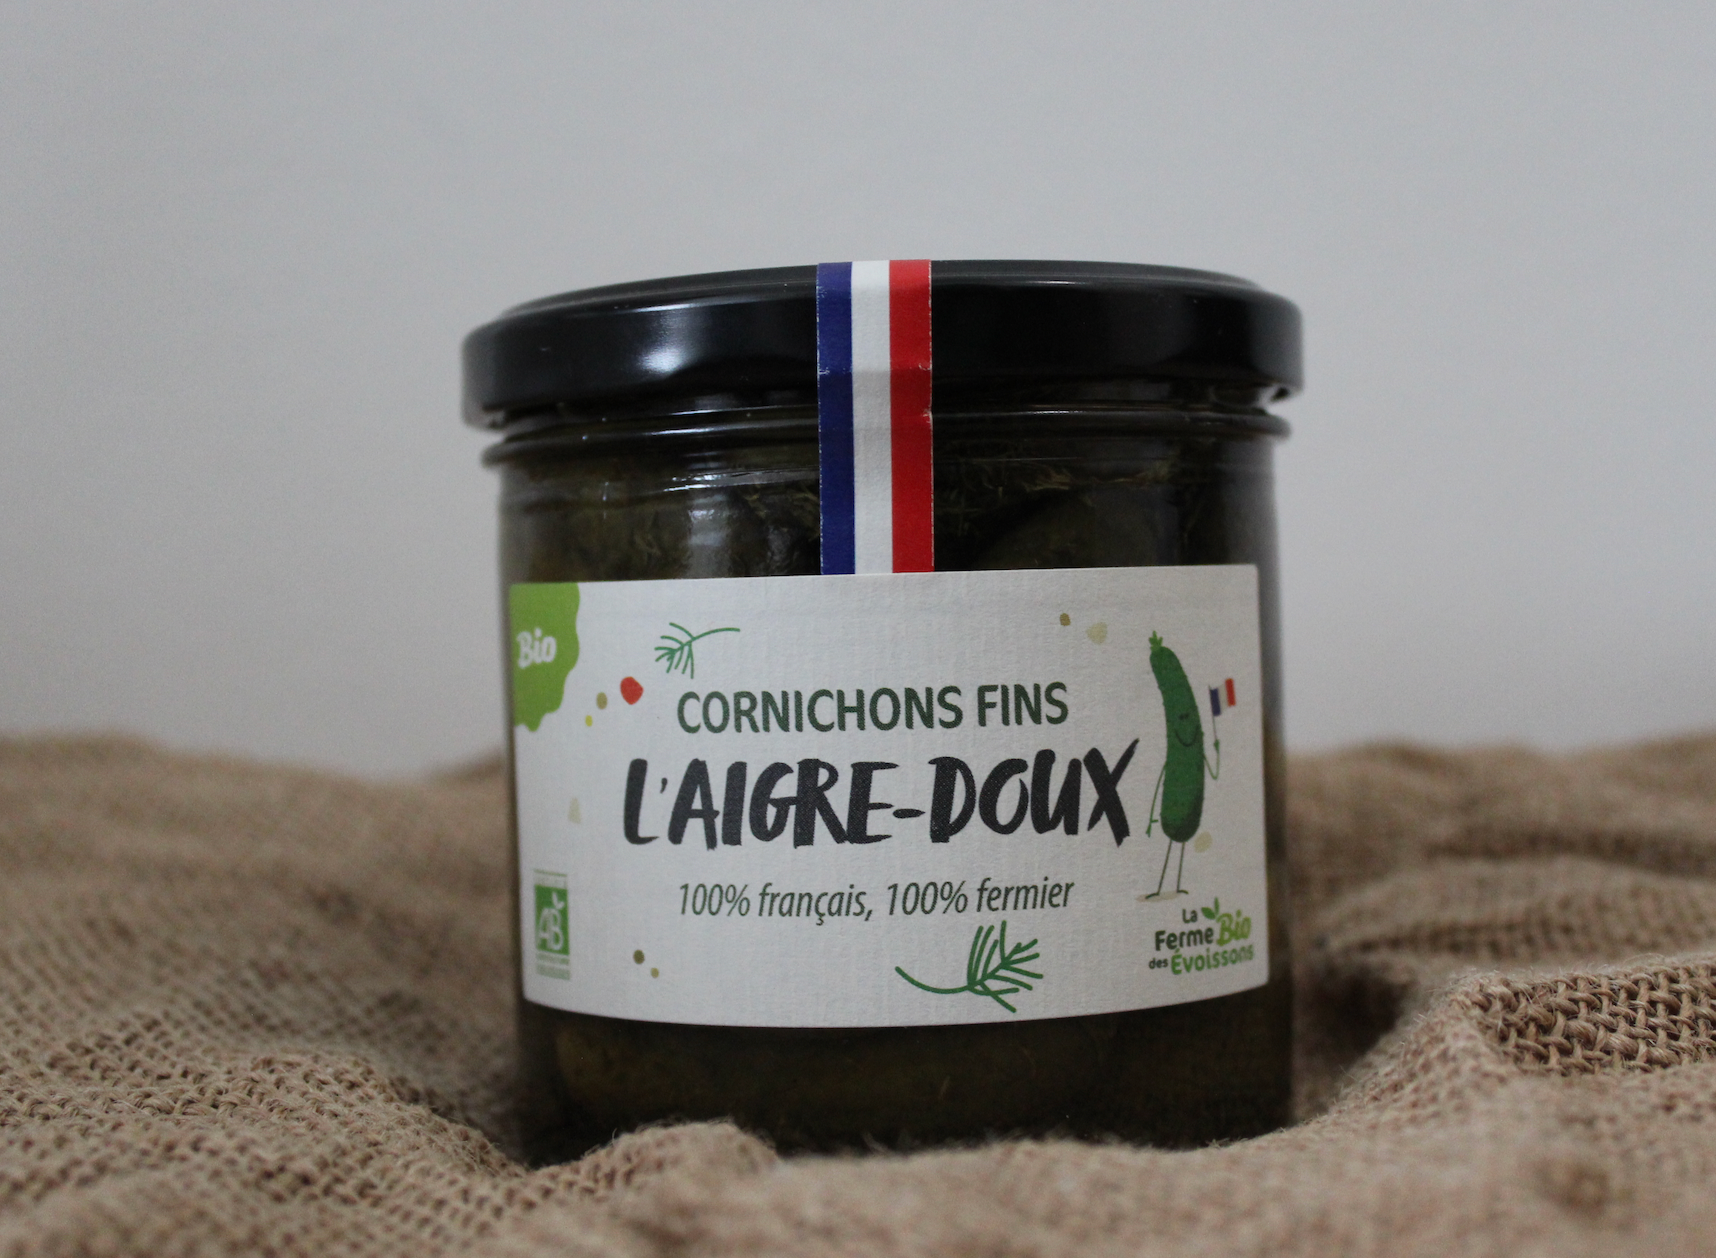 Bio
CORNICHONS FINS
L'AIGRE-DOUX
100% français, 100% fermier
AB
La
Ferme Bio
des Évoissons